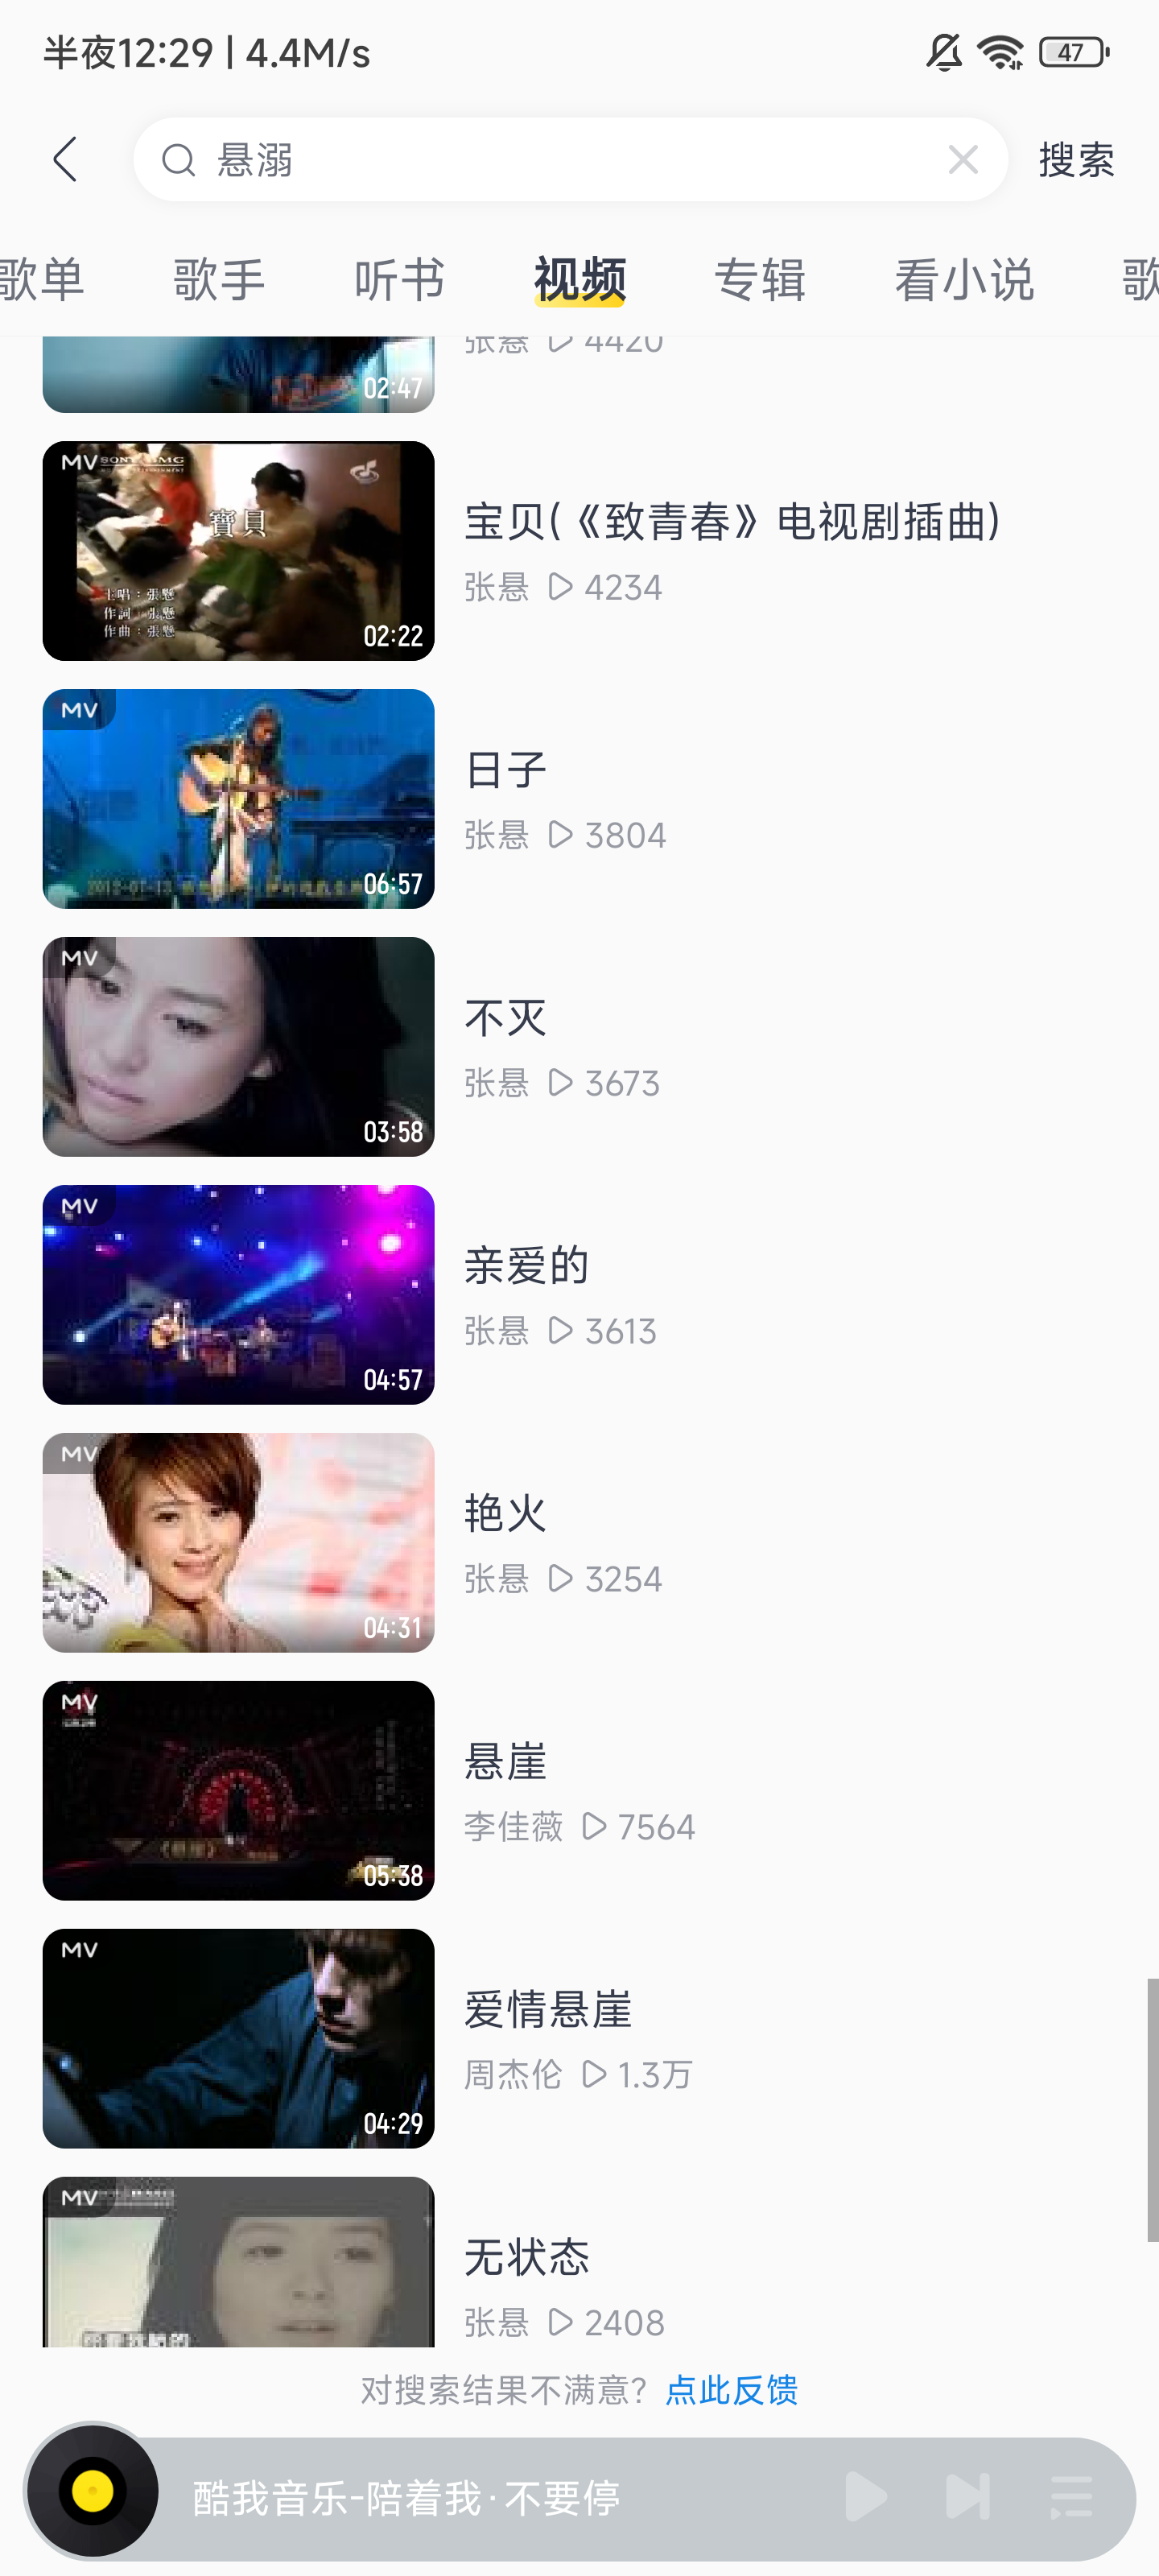 半夜12:29 | 4.4M/s
47
悬溺
搜索
歌单 歌手 听书 视频 专辑 看小说 歌
张悬 4420
02:47
MV SONY BMG
寶貝
主唱：張懸
作詞：張懸
作曲：張懸
02:22
宝贝(《致青春》电视剧插曲)
张悬 4234
MV
06:57
日子
张悬 3804
MV
03:58
不灭
张悬 3673
MV
04:57
亲爱的
张悬 3613
MV
04:31
艳火
张悬 3254
MV
05:38
悬崖
李佳薇 7564
MV
04:29
爱情悬崖
周杰伦 1.3万
MV
无状态
张悬 2408
对搜索结果不满意？点此反馈
酷我音乐-陪着我·不要停